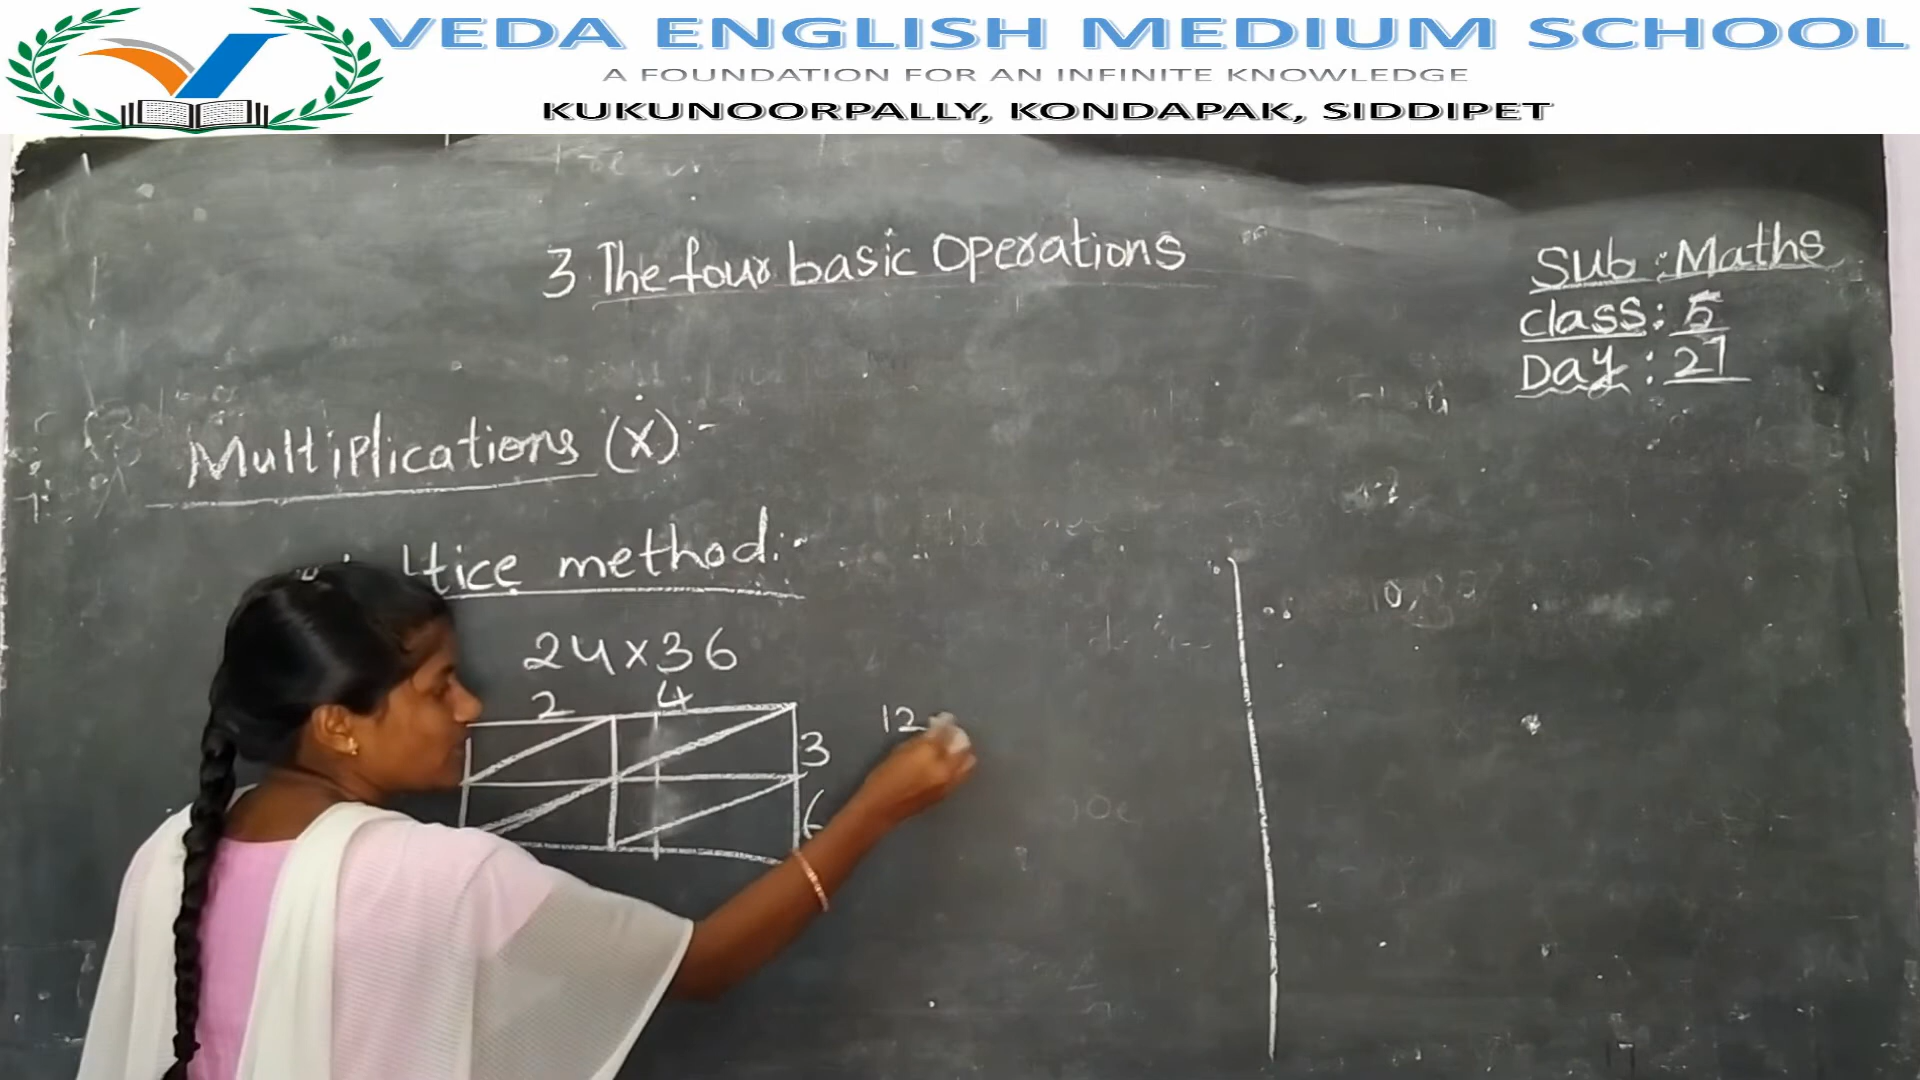 VEDA ENGLISH MEDIUM SCHOOL
A FOUNDATION FOR AN INFINITE KNOWLEDGE
KUKUNOORPALLY, KONDAPAK, SIDDIPET
3. The four basic Operations
Sub : Maths
Class : 5
Day : 27
Multiplications (x) :-
ttice method :-
24x36
2 4
3
6
12